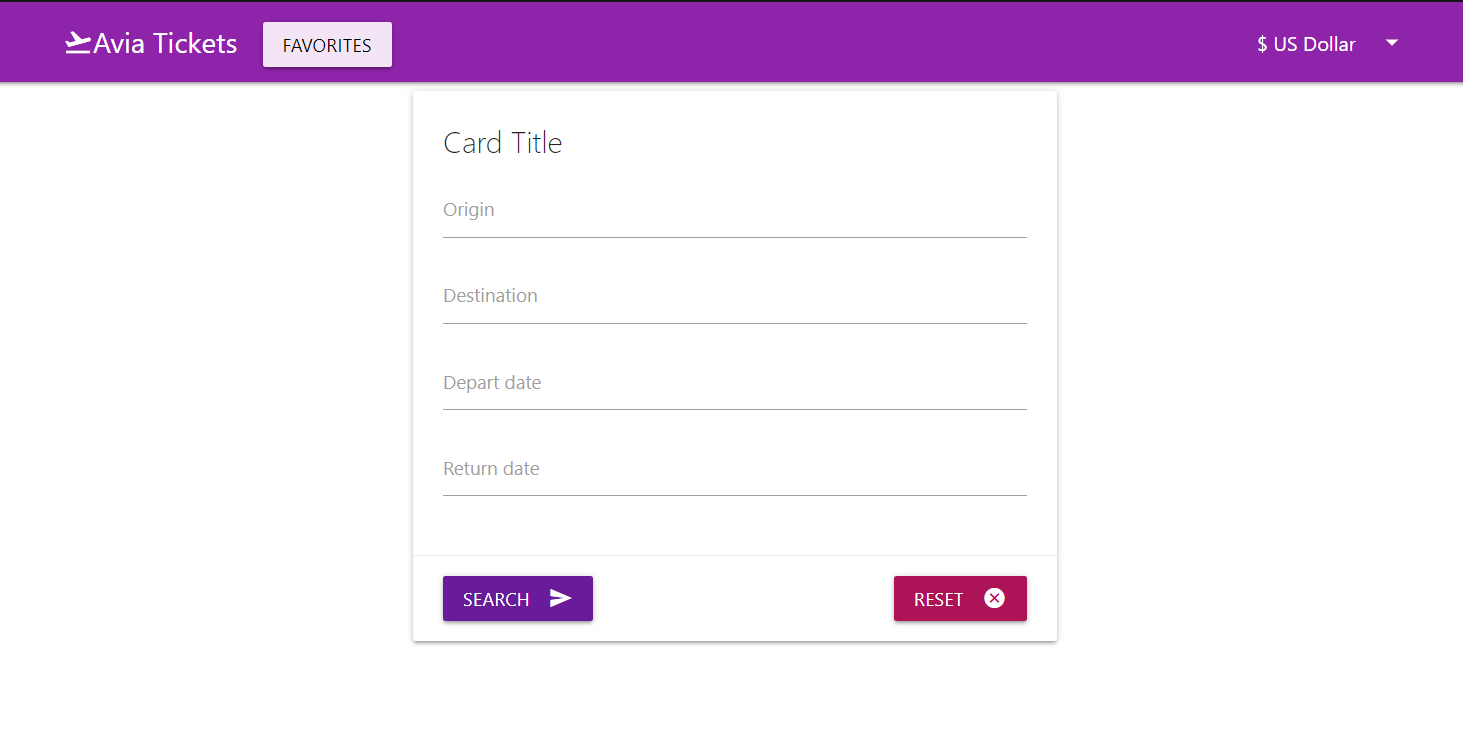 Avia Tickets FAVORITES $ US Dollar
Card Title
Origin
Destination
Depart date
Return date
SEARCH RESET